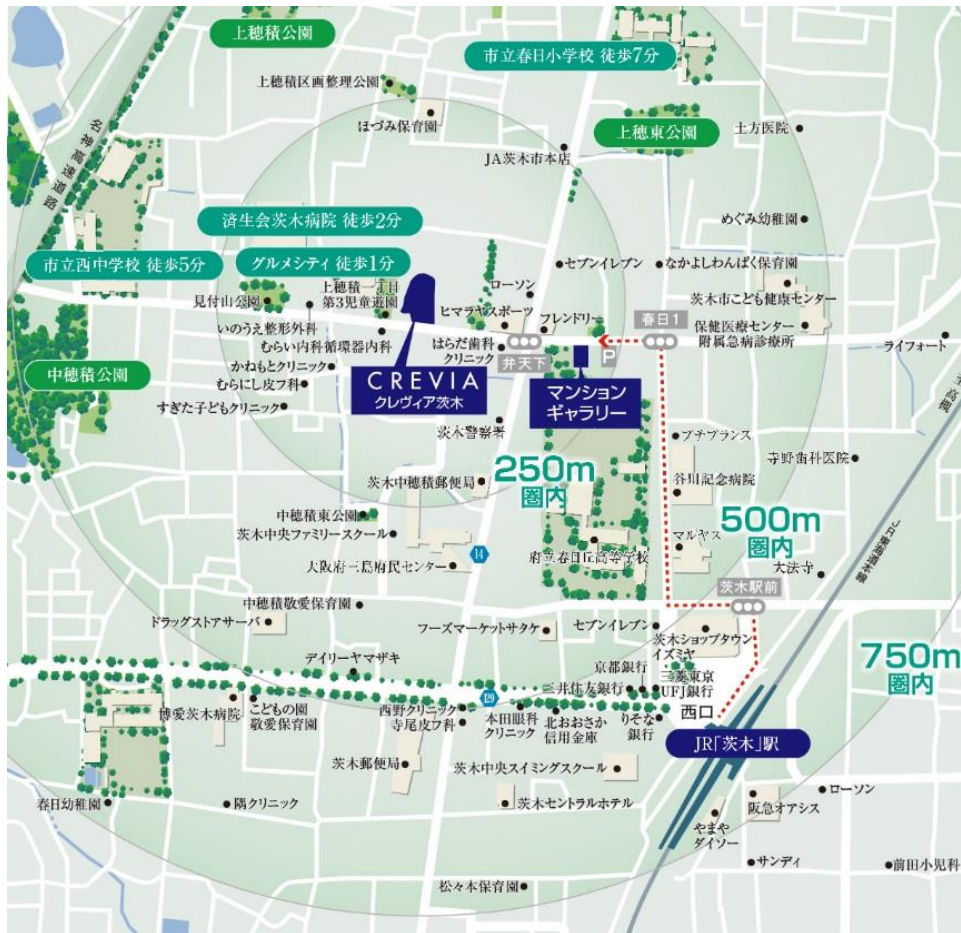 上穂積公園
市立春日小学校 徒歩7分
上穂積区画整理公園
ほづみ保育園
上穂東公園
土方医院
名神高速道路
JA茨木市本店
済生会茨木病院 徒歩2分
めぐみ幼稚園
市立西中学校 徒歩5分
グルメシティ 徒歩1分
セブンイレブン
なかよしわんぱく保育園
上穂積一丁目
第3児童遊園
見付山公園
ローソン
茨木市こども健康センター
ヒマラヤスポーツ
フレンドリー
春日1
いのうえ整形外科
保健医療センター
附属急病診療所
むらい内科循環器内科
はらだ歯科
クリニック
弁天下
P
ライフォート
かねもとクリニック
中穂積公園
CREVIA
クレヴィア茨木
マンション
ギャラリー
むらにし皮フ科
至高槻
すぎた子どもクリニック
茨木警察署
プチプランス
寺野歯科医院
250m
圏内
茨木中穂積郵便局
谷川記念病院
中穂積東公園
500m
圏内
茨木中央ファミリースクール
マルヤス
JR東海道本線
14
府立春日丘高等学校
大阪府三島府民センター
大法寺
茨木駅前
中穂積敬愛保育園
ドラッグストアサーバ
フーズマーケットサタケ
セブンイレブン
茨木ショップタウン
イズミヤ
750m
圏内
デイリーヤマザキ
京都銀行
三井住友銀行
三菱東京
UFJ銀行
129
博愛茨木病院
こどもの園
敬愛保育園
西野クリニック
寺尾皮フ科
本田眼科
クリニック
北おおさか
信用金庫
りそな
銀行
西口
JR「茨木」駅
茨木郵便局
茨木中央スイミングスクール
春日幼稚園
隅クリニック
茨木セントラルホテル
阪急オアシス
ローソン
やまや
ダイソー
サンディ
前田小児科
松ヶ本保育園